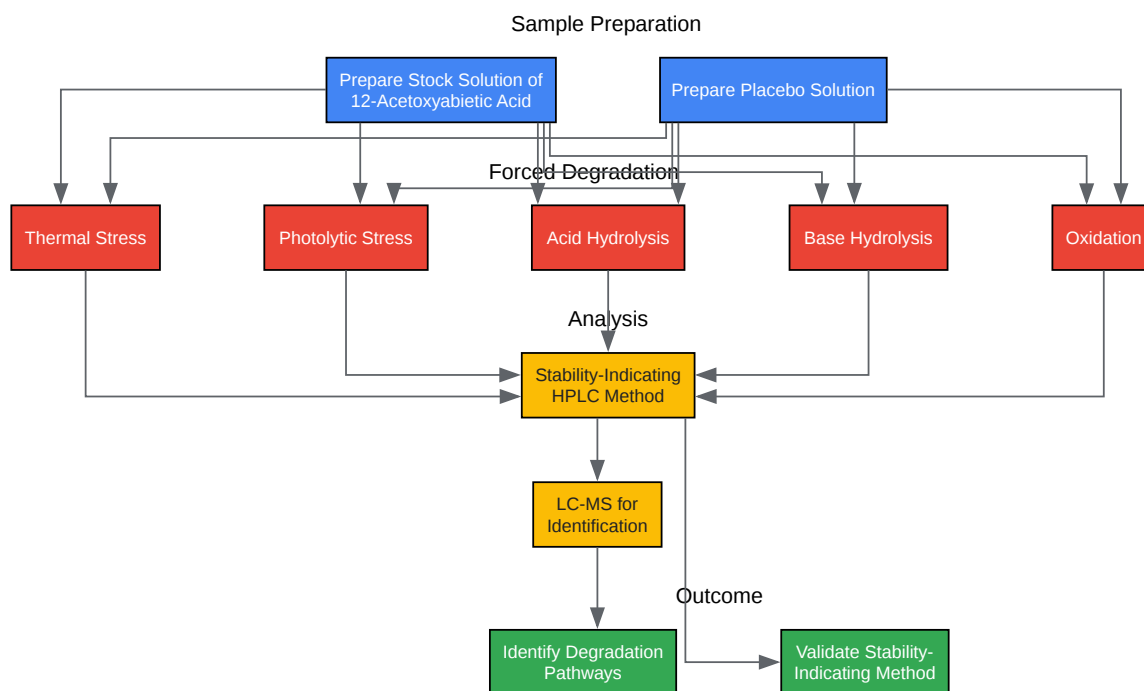 Sample Preparation
Prepare Stock Solution of
12-Acetoxyabietic Acid
Prepare Placebo Solution
Forced Degradation
Thermal Stress
Photolytic Stress
Acid Hydrolysis
Base Hydrolysis
Oxidation
Analysis
Stability-Indicating
HPLC Method
LC-MS for
Identification
Outcome
Identify Degradation
Pathways
Validate Stability-
Indicating Method